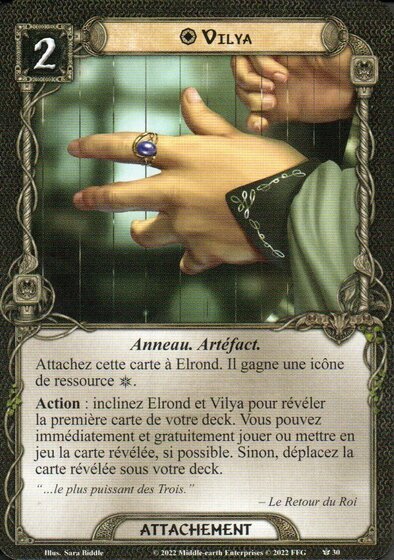 2
Vilya
Anneau. Artéfact.
Attachez cette carte à Elrond. Il gagne une icône
de ressource .
Action : inclinez Elrond et Vilya pour révéler
la première carte de votre deck. Vous pouvez
immédiatement et gratuitement jouer ou mettre en
jeu la carte révélée, si possible. Sinon, déplacez la
carte révélée sous votre deck.
“…le plus puissant des Trois.”
– Le Retour du Roi
ATTACHEMENT
Illus. Sara Biddle © 2022 Middle-earth Enterprises © 2022 FFG 30